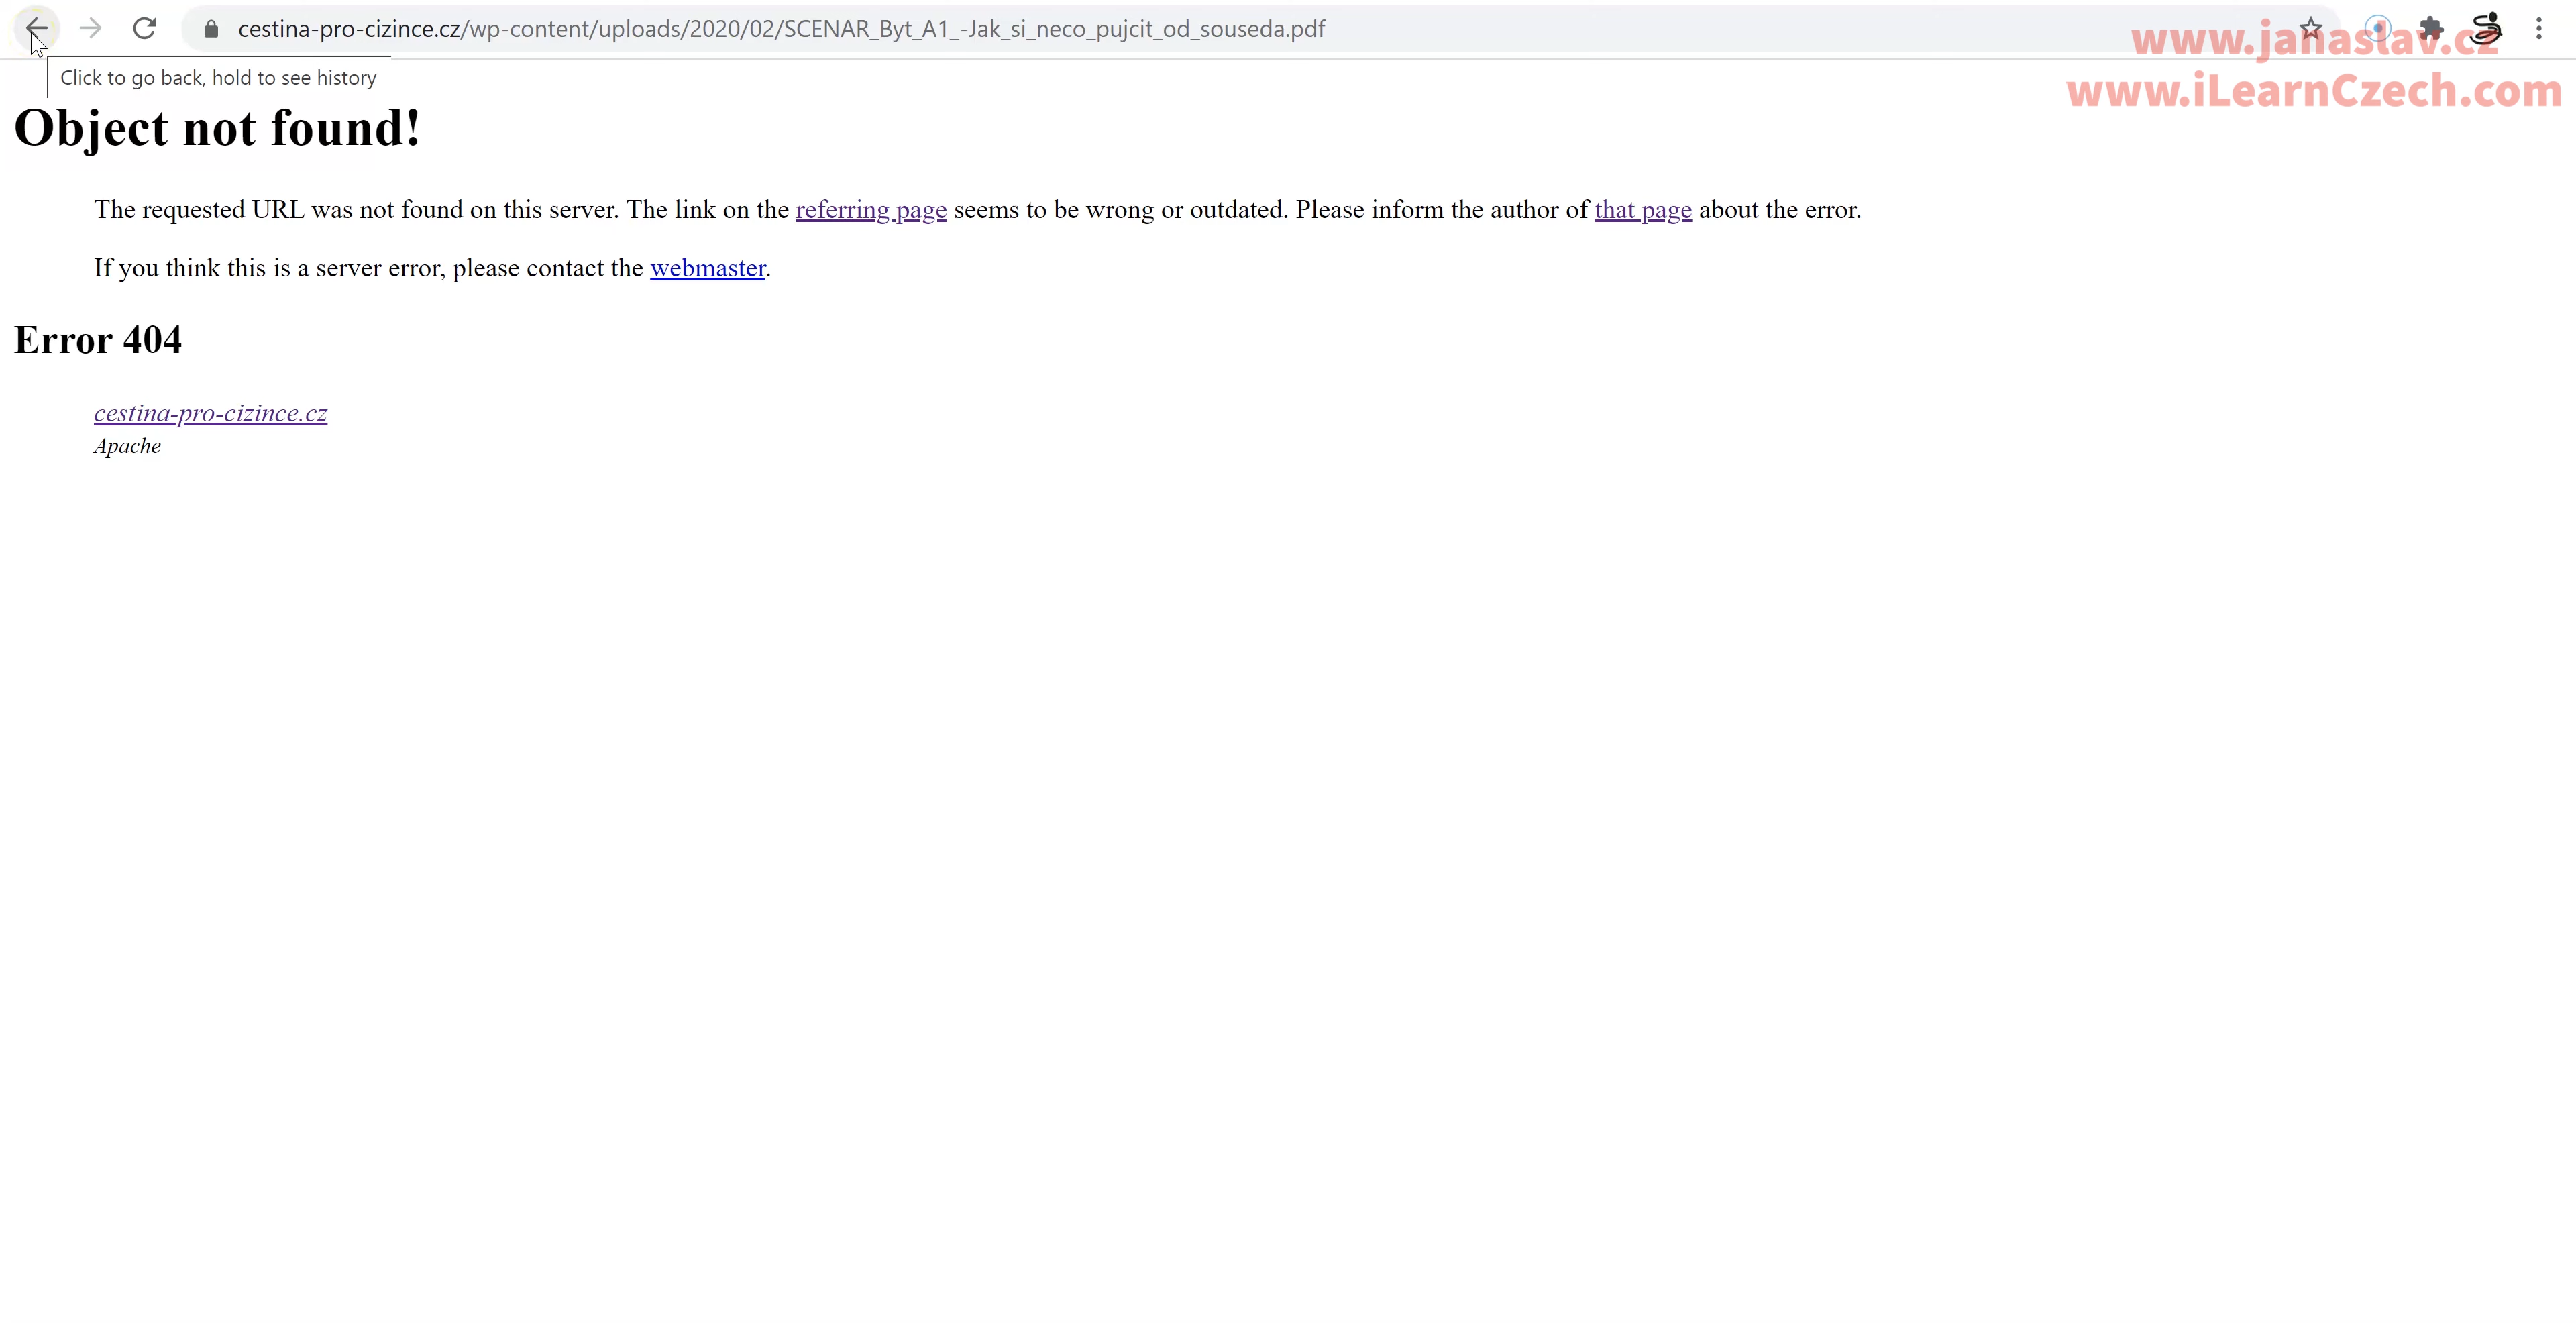 cestina-pro-cizince.cz/wp-content/uploads/2020/02/SCENAR_Byt_A1_-Jak_si_neco_pujcit_od_souseda.pdf
www.janaslav.cz
Click to go back, hold to see history
www.iLearnCzech.com
Object not found!
The requested URL was not found on this server. The link on the referring page seems to be wrong or outdated. Please inform the author of that page about the error.
If you think this is a server error, please contact the webmaster.
Error 404
cestina-pro-cizince.cz
Apache